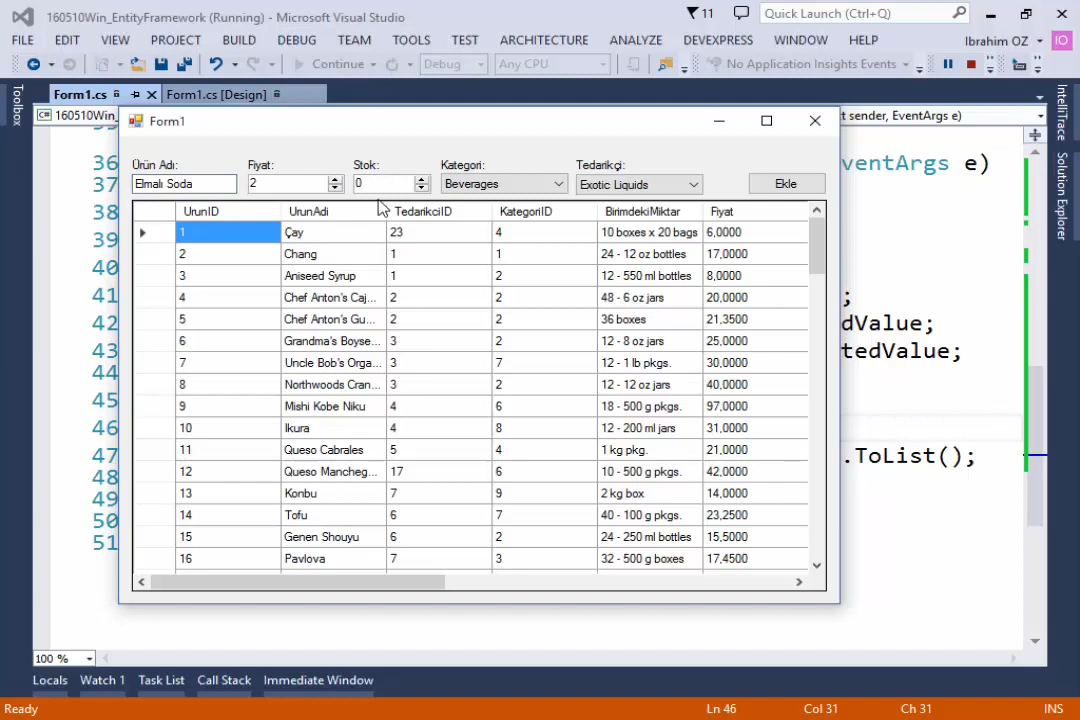 160510Win_EntityFramework (Running) - Microsoft Visual Studio
11
Quick Launch (Ctrl+Q)
FILE EDIT VIEW PROJECT BUILD DEBUG TEAM TOOLS TEST ARCHITECTURE ANALYZE DEVEXPRESS WINDOW HELP
Ibrahim OZ IO
Continue Debug Any CPU No Application Insights Events
Toolbox
Form1.cs Form1.cs [Design]
C# 160510Win_ t sender, EventArgs e)
Form1
Ürün Adı: Fiyat: Stok: Kategori: Tedarikçi:
Elmalı Soda 2 0 Beverages Exotic Liquids Ekle
UrunID UrunAdi TedarikciID KategoriID BirimdekiMiktar Fiyat
1 Çay 23 4 10 boxes x 20 bags 6,0000
2 Chang 1 1 24 - 12 oz bottles 17,0000
3 Aniseed Syrup 1 2 12 - 550 ml bottles 8,0000
4 Chef Anton's Caj... 2 2 48 - 6 oz jars 20,0000
5 Chef Anton's Gu... 2 2 36 boxes 21,3500
6 Grandma's Boyse... 3 2 12 - 8 oz jars 25,0000
7 Uncle Bob's Orga... 3 7 12 - 1 lb pkgs. 30,0000
8 Northwoods Cran... 3 2 12 - 12 oz jars 40,0000
9 Mishi Kobe Niku 4 6 18 - 500 g pkgs. 97,0000
10 Ikura 4 8 12 - 200 ml jars 31,0000
11 Queso Cabrales 5 4 1 kg pkg. 21,0000
12 Queso Mancheg... 17 6 10 - 500 g pkgs. 42,0000
13 Konbu 7 9 2 kg box 14,0000
14 Tofu 6 7 40 - 100 g pkgs. 23,2500
15 Genen Shouyu 6 2 24 - 250 ml bottles 15,5000
16 Pavlova 7 3 32 - 500 g boxes 17,4500
36
37
38
39
40
41
42
43
44
45
46
47
48
49
50
51
ventArgs e)
;
dValue;
tedValue;
.ToList();
IntelliTrace
Solution Explorer
100 %
Locals Watch 1 Task List Call Stack Immediate Window
Ready Ln 46 Col 31 Ch 31 INS